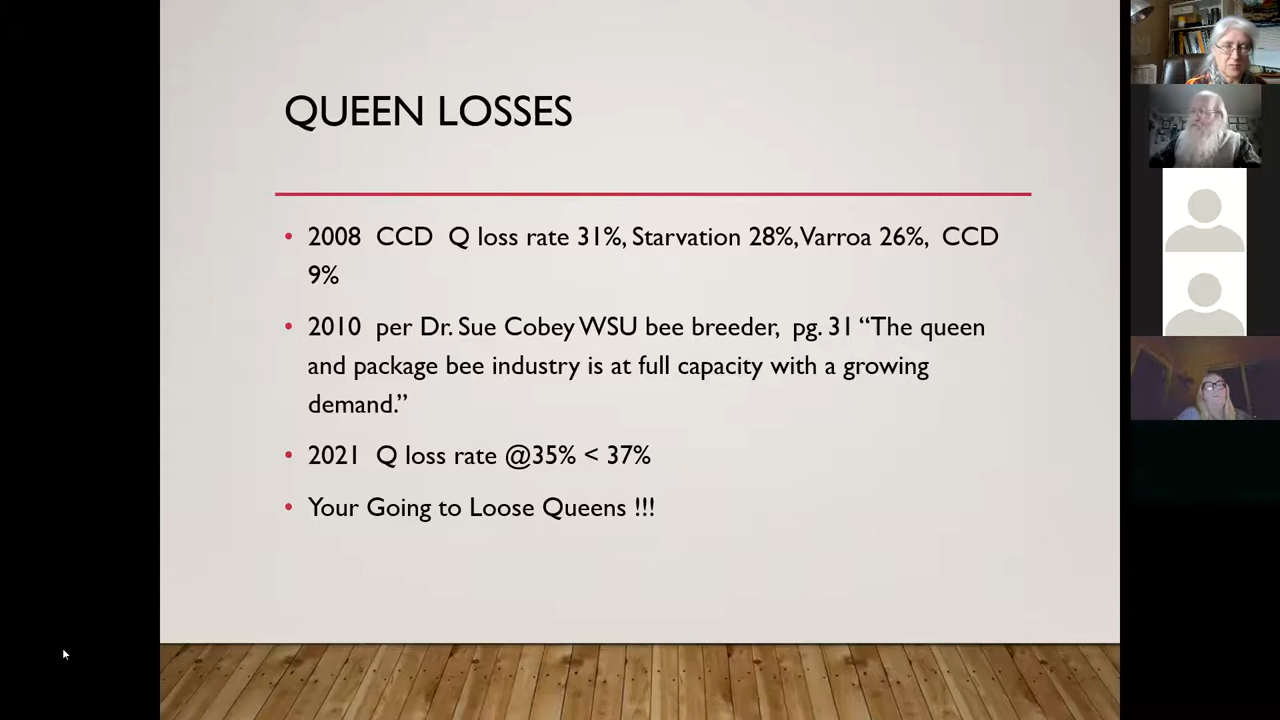 QUEEN LOSSES
• 2008 CCD Q loss rate 31%, Starvation 28%, Varroa 26%, CCD
9%
• 2010 per Dr. Sue Cobey WSU bee breeder, pg. 31 “The queen
and package bee industry is at full capacity with a growing
demand.”
• 2021 Q loss rate @35% < 37%
• Your Going to Loose Queens !!!